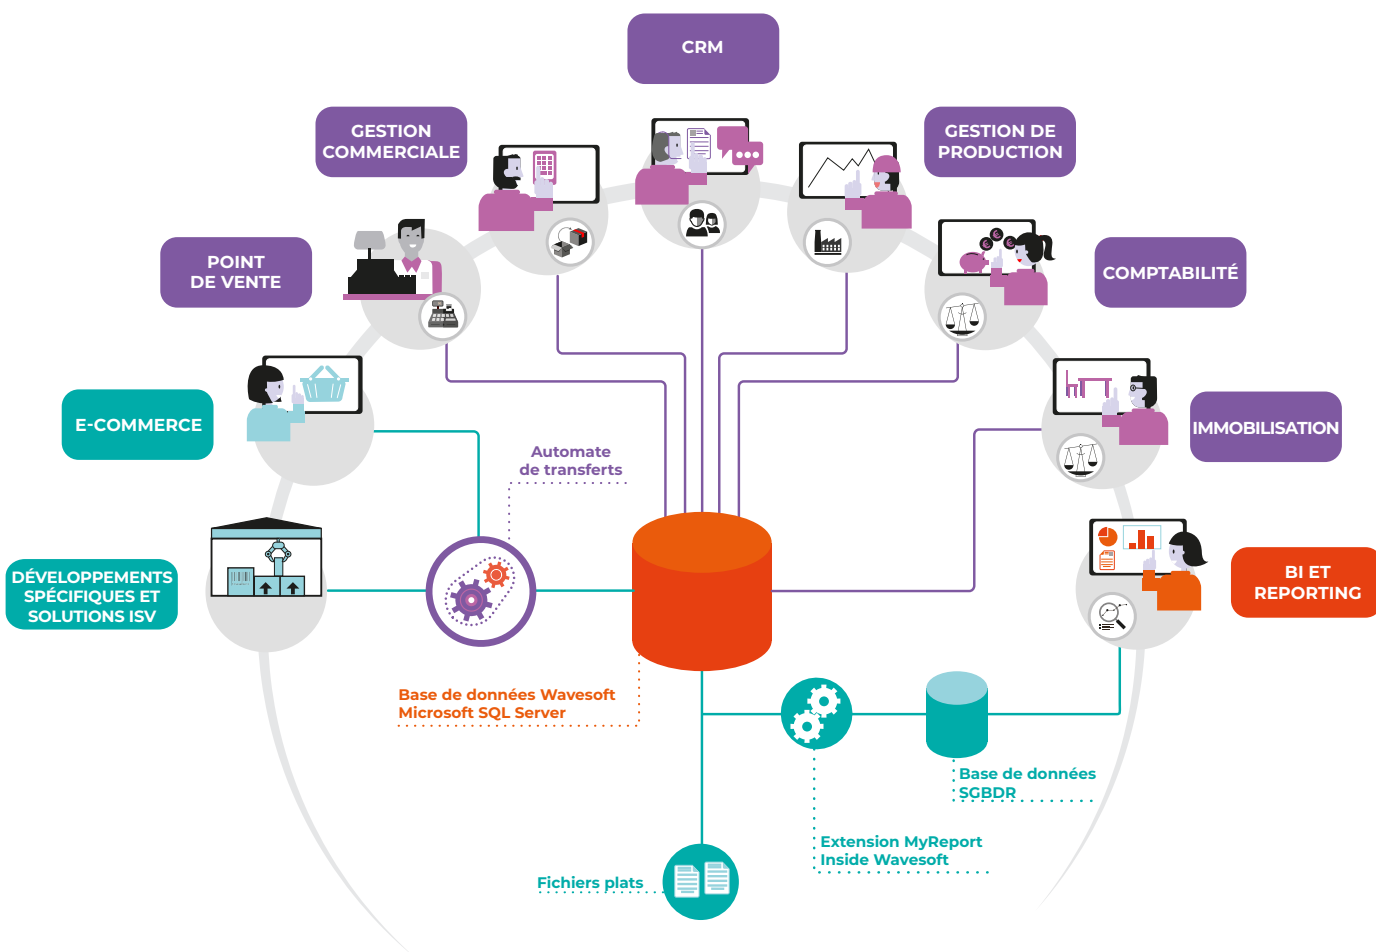 CRM
GESTION
COMMERCIALE
GESTION DE
PRODUCTION
POINT
DE VENTE
COMPTABILITÉ
E-COMMERCE
IMMOBILISATION
Automate
de transferts
DÉVELOPPEMENTS
SPÉCIFIQUES ET
SOLUTIONS ISV
BI ET
REPORTING
Base de données Wavesoft
Microsoft SQL Server
Base de données
SGBDR
Extension MyReport
Inside Wavesoft
Fichiers plats